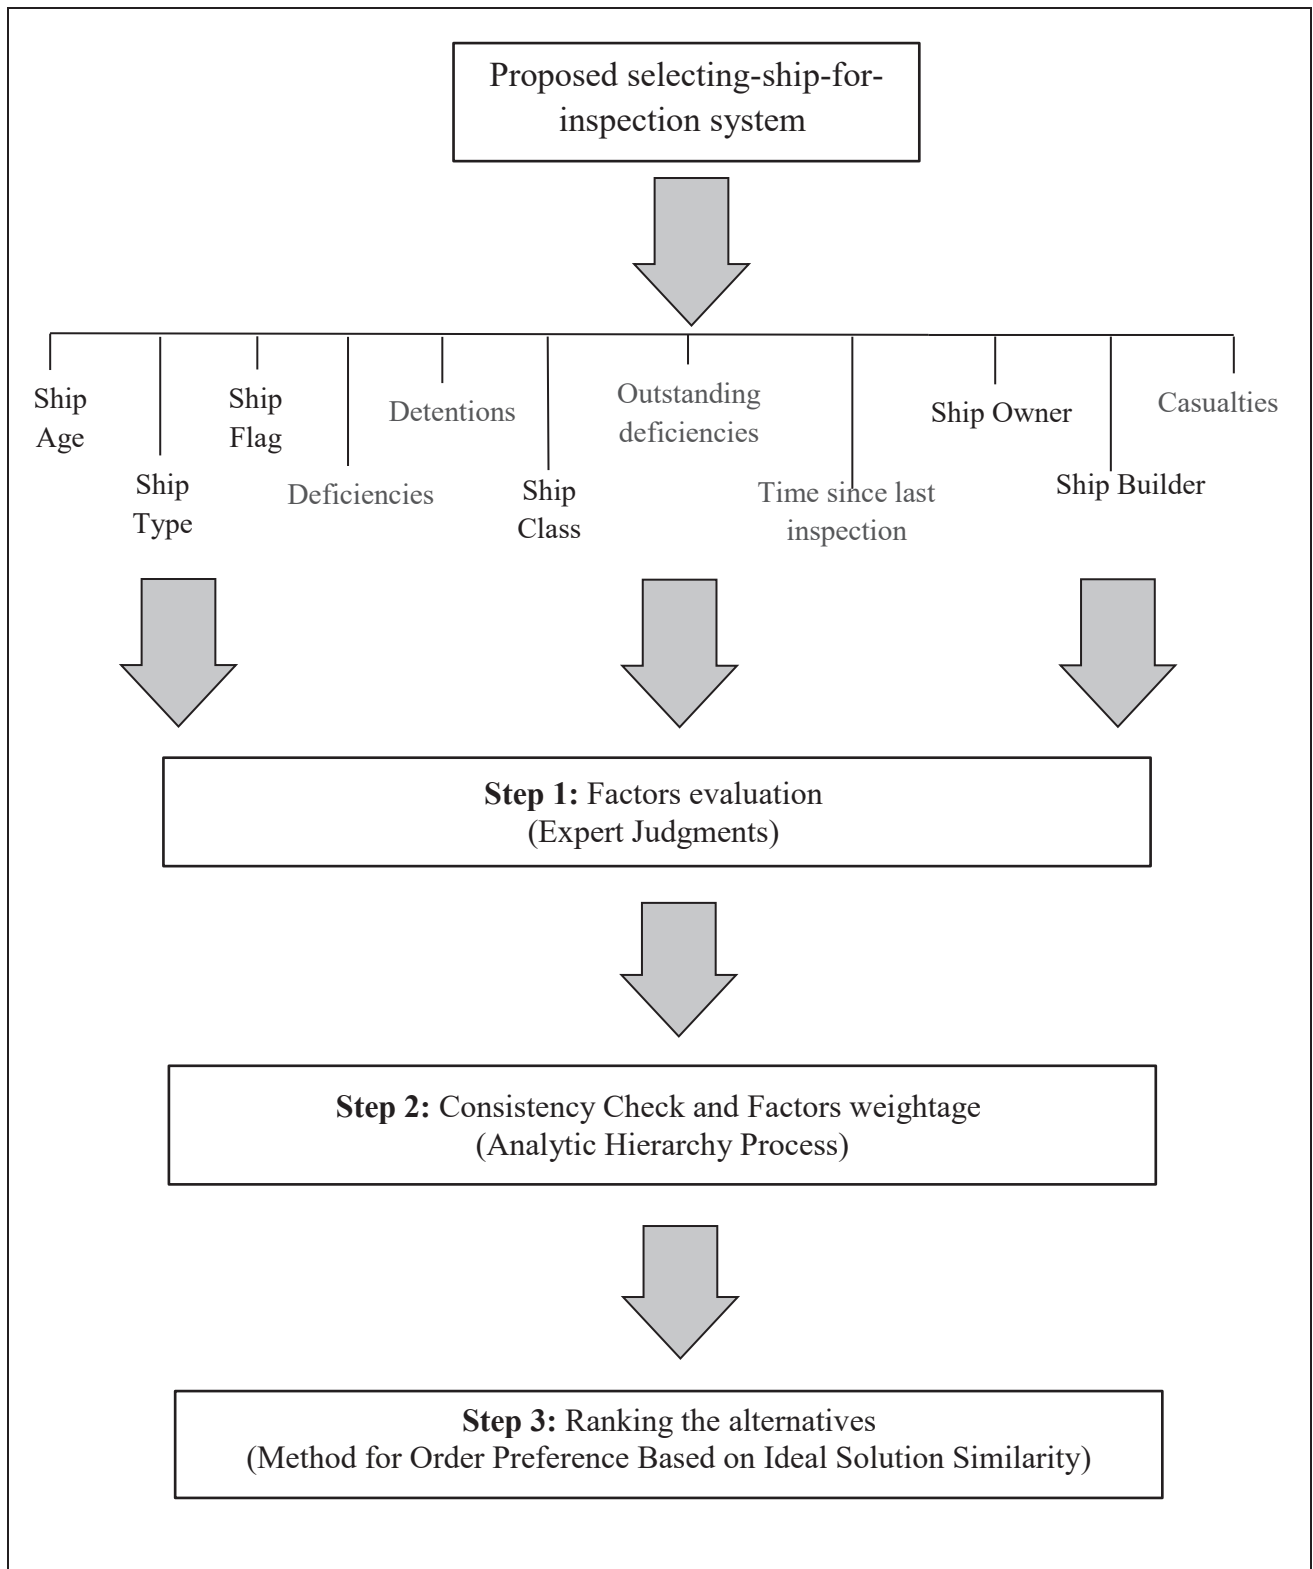 Proposed selecting-ship-for-
inspection system
Ship
Age
Ship
Type
Ship
Flag
Deficiencies
Detentions
Ship
Class
Outstanding
deficiencies
Time since last
inspection
Ship Owner
Ship Builder
Casualties
Step 1: Factors evaluation
(Expert Judgments)
Step 2: Consistency Check and Factors weightage
(Analytic Hierarchy Process)
Step 3: Ranking the alternatives
(Method for Order Preference Based on Ideal Solution Similarity)